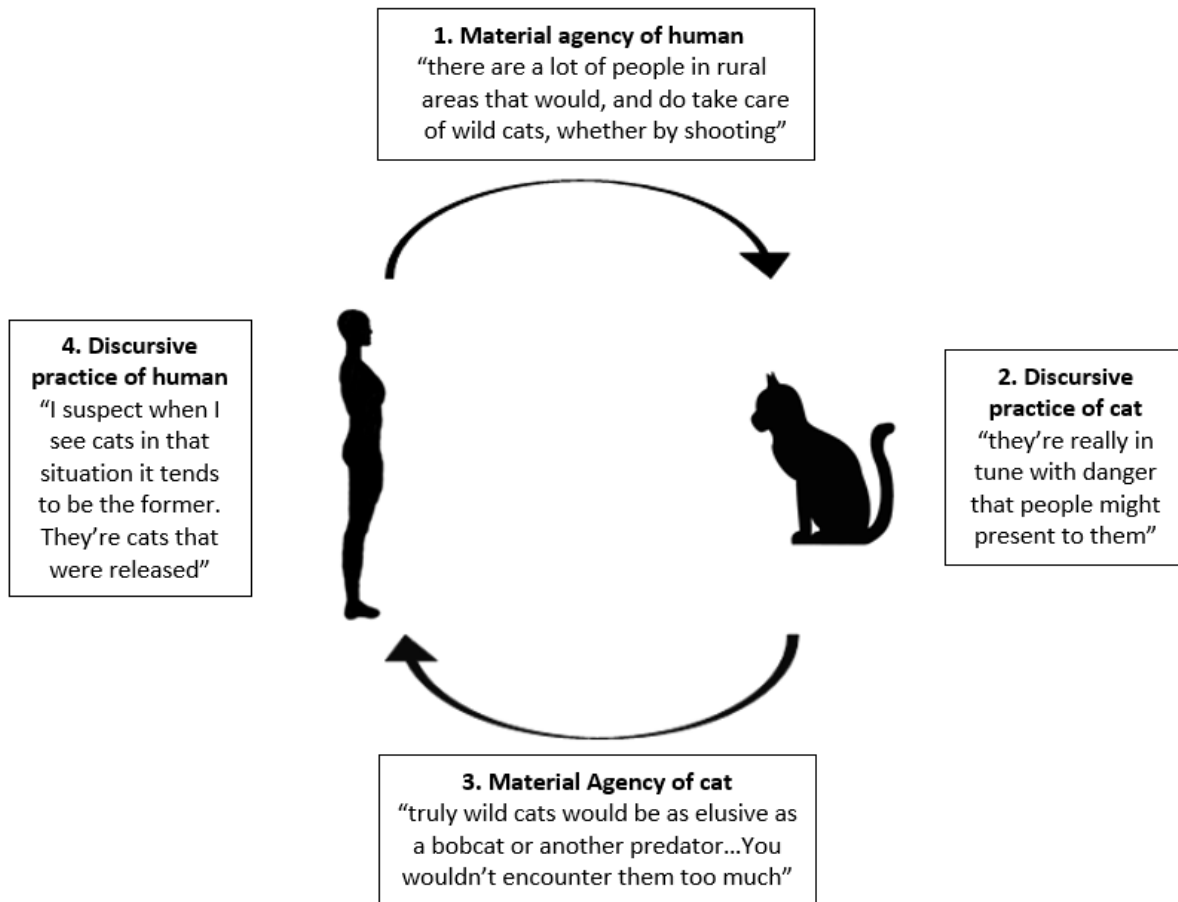 1. Material agency of human
“there are a lot of people in rural
areas that would, and do take care
of wild cats, whether by shooting”
2. Discursive
practice of cat
“they’re really in
tune with danger
that people might
present to them”
3. Material Agency of cat
“truly wild cats would be as elusive as
a bobcat or another predator...You
wouldn’t encounter them too much”
4. Discursive
practice of human
“I suspect when I
see cats in that
situation it tends
to be the former.
They’re cats that
were released”